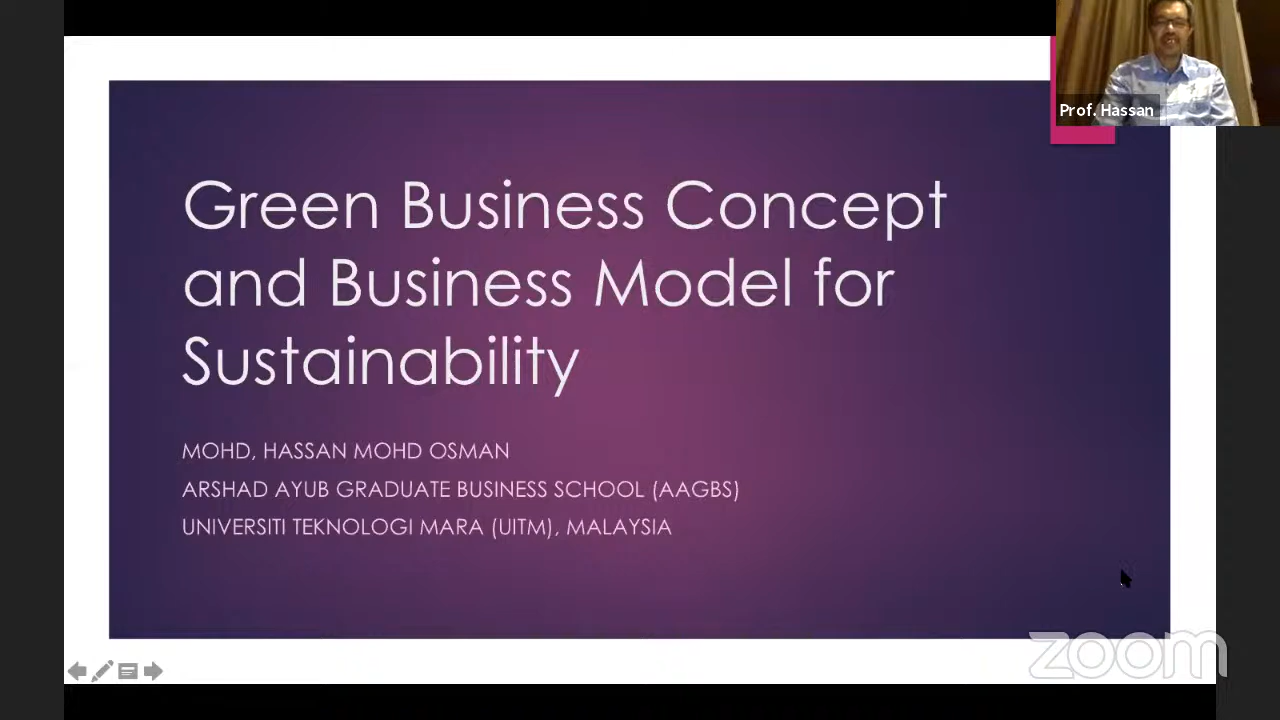 Prof. Hassan
Green Business Concept
and Business Model for
Sustainability
MOHD, HASSAN MOHD OSMAN
ARSHAD AYUB GRADUATE BUSINESS SCHOOL (AAGBS)
UNIVERSITI TEKNOLOGI MARA (UITM), MALAYSIA
zoom